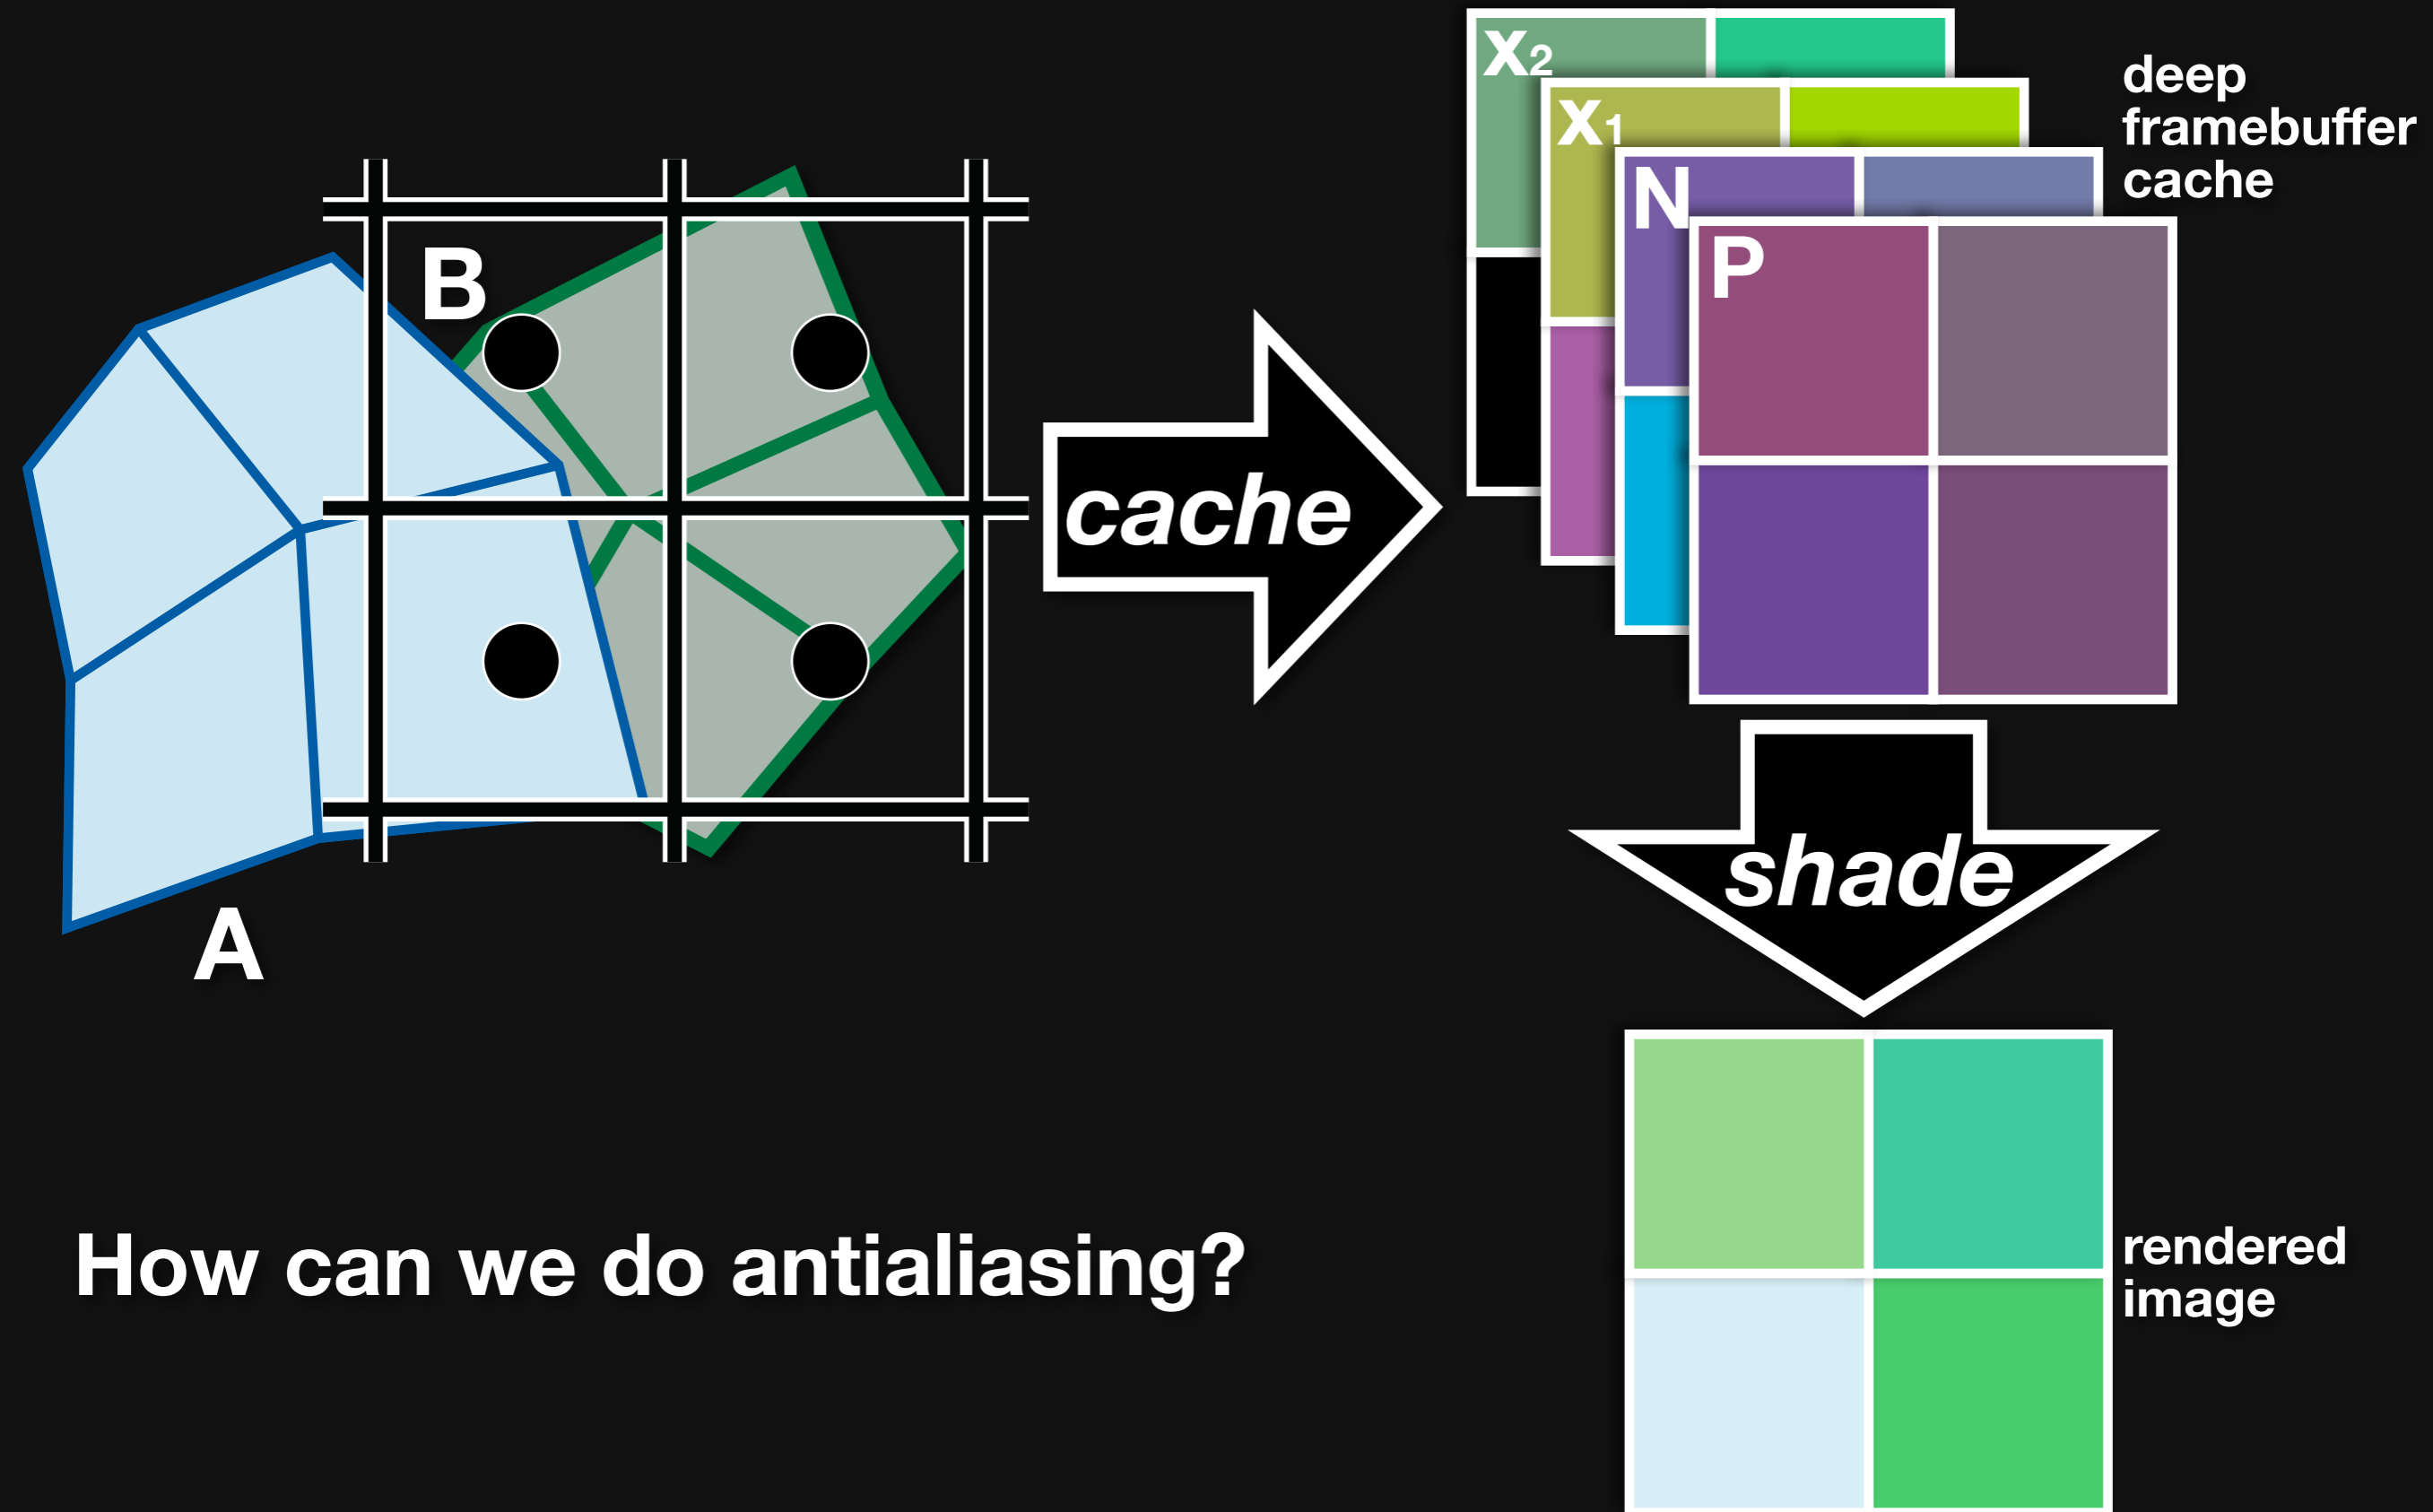 B
A
cache
X2
X1
N
P
deep
framebuffer
cache
shade
rendered
image
How can we do antialiasing?